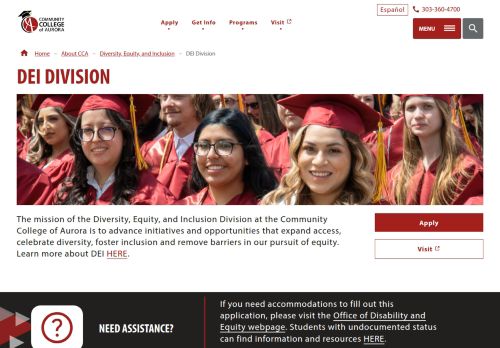 COMMUNITY
COLLEGE
of AURORA
Apply
Get Info
Programs
Visit
Español
303-360-4700
MENU
Home – About CCA – Diversity, Equity, and Inclusion – DEI Division
DEI DIVISION
The mission of the Diversity, Equity, and Inclusion Division at the Community
College of Aurora is to advance initiatives and opportunities that expand access,
celebrate diversity, foster inclusion and remove barriers in our pursuit of equity.
Learn more about DEI HERE.
Apply
Visit
NEED ASSISTANCE?
If you need accommodations to fill out this
application, please visit the Office of Disability and
Equity webpage. Students with undocumented status
can find information and resources HERE.